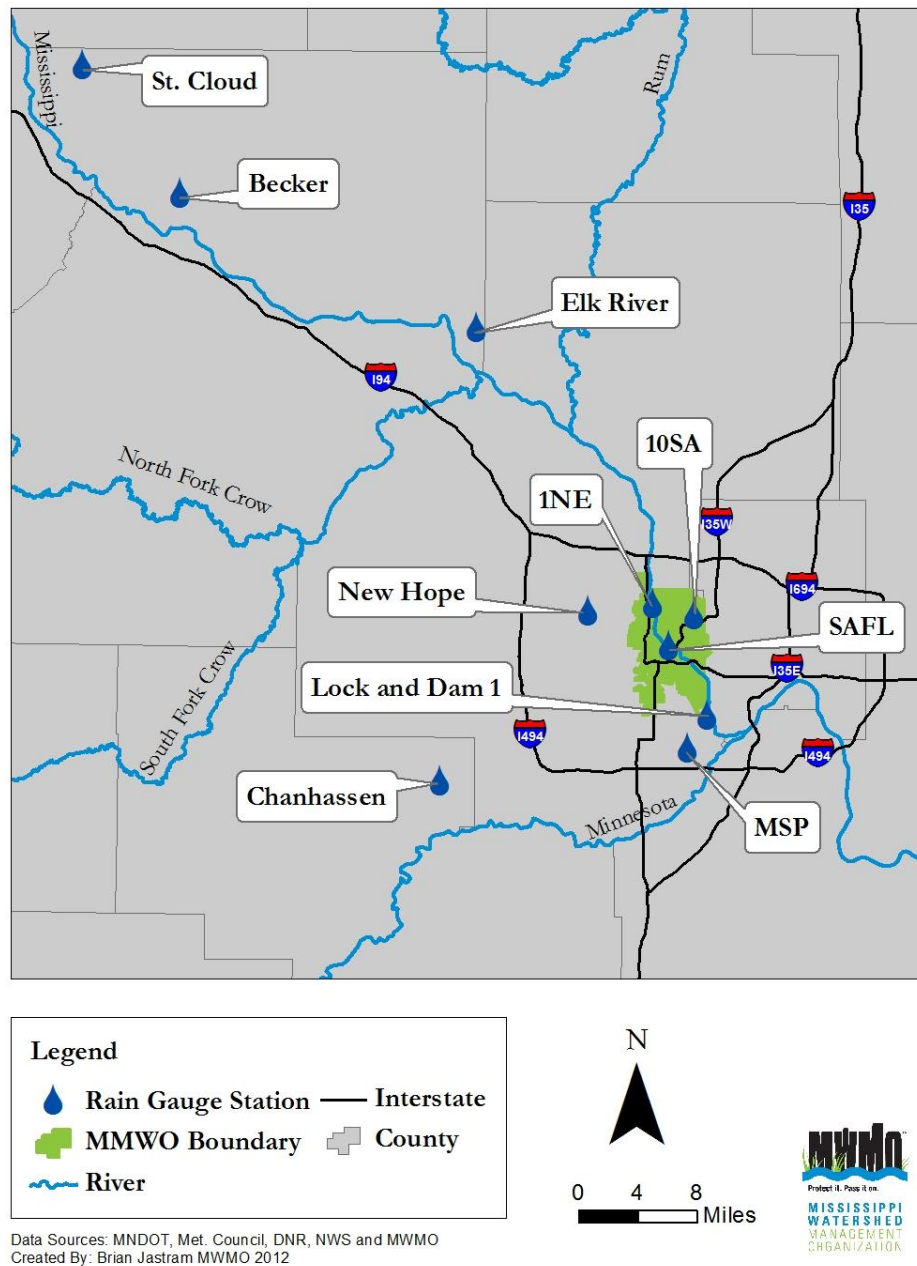 Mississippi
St. Cloud
Rum
Becker
I35
Elk River
I94
10SA
North Fork Crow
1NE
I35W
New Hope
I694
SAFL
Lock and Dam 1
I35E
South Fork Crow
I494
I494
Chanhassen
Minnesota
MSP
Legend
Rain Gauge Station
Interstate
MMWO Boundary
County
River
N
0 4 8
Miles
MWMO
Protect it. Pass it on.
MISSISSIPPI
WATERSHED
MANAGEMENT
ORGANIZATION
Data Sources: MNDOT, Met. Council, DNR, NWS and MWMO
Created By: Brian Jastram MWMO 2012